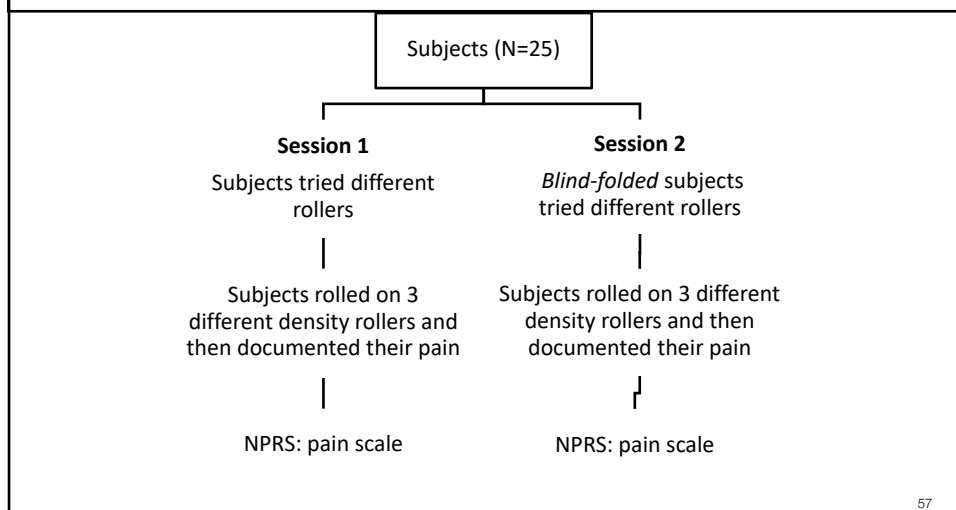 Subjects (N=25)
Session 1
Subjects tried different
rollers
Subjects rolled on 3
different density rollers and
then documented their pain
NPRS: pain scale
Session 2
Blind-folded subjects
tried different rollers
Subjects rolled on 3 different
density rollers and then
documented their pain
NPRS: pain scale
57